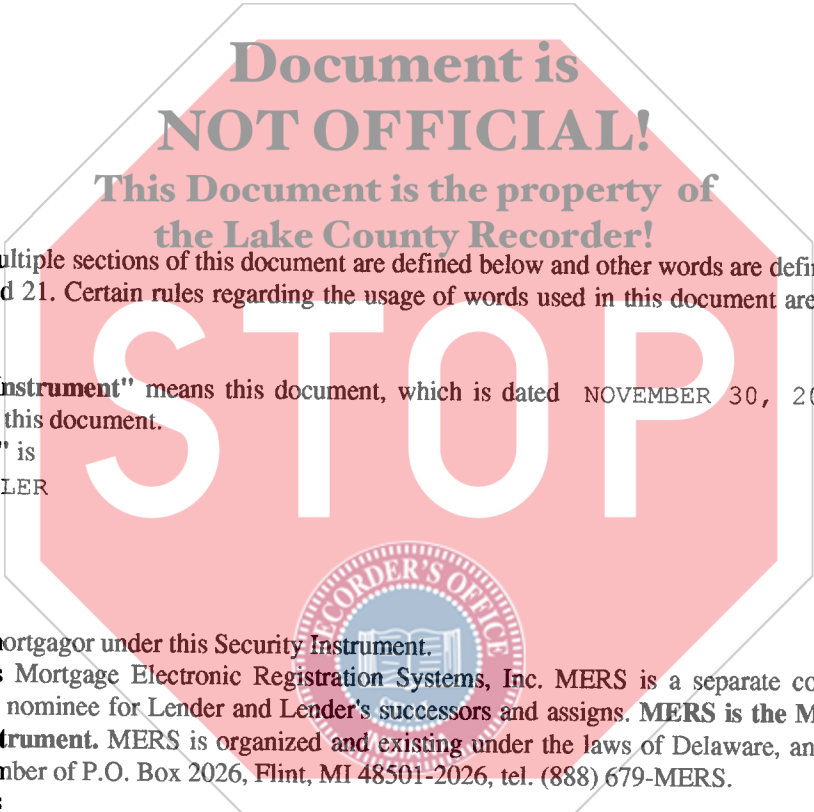 Document is
NOT OFFICIAL!
This Document is the property of
the Lake County Recorder!
ultiple sections of this document are defined below and other words are defin
d 21. Certain rules regarding the usage of words used in this document are
STOP
nstrument" means this document, which is dated NOVEMBER 30, 20
this document.
" is
LER
RECORDER'S OFFICE
ortgagor under this Security Instrument.
s Mortgage Electronic Registration Systems, Inc. MERS is a separate co
nominee for Lender and Lender's successors and assigns. MERS is the M
trument. MERS is organized and existing under the laws of Delaware, an
mber of P.O. Box 2026, Flint, MI 48501-2026, tel. (888) 679-MERS.